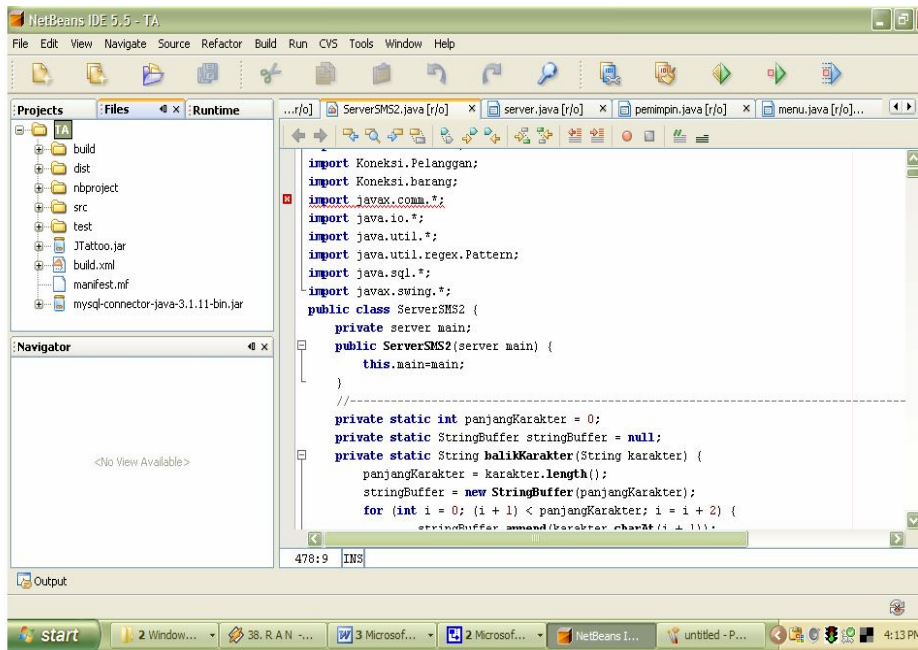 NetBeans IDE 5.5 - TA
File Edit View Navigate Source Refactor Build Run CVS Tools Window Help
Projects Files Runtime
TA
build
dist
nbproject
src
test
JTattoo.jar
build.xml
manifest.mf
mysql-connector-java-3.1.11-bin.jar
Navigator
<No View Available>
...r/o] ServerSMS2.java [r/o] server.java [r/o] pemimpin.java [r/o] menu.java [r/o]...
import Koneksi.Pelanggan;
import Koneksi.barang;
import javax.comm.*;
import java.io.*;
import java.util.*;
import java.util.regex.Pattern;
import java.sql.*;
import javax.swing.*;
public class ServerSMS2 {
private server main;
public ServerSMS2(server main) {
this.main=main;
}
//----------------------------------------------------------------------------------
private static int panjangKarakter = 0;
private static StringBuffer stringBuffer = null;
private static String balikKarakter(String karakter) {
panjangKarakter = karakter.length();
stringBuffer = new StringBuffer(panjangKarakter);
for (int i = 0; (i + 1) < panjangKarakter; i = i + 2) {
stringBuffer.append(karakter.charAt(i + 1));
478:9 INS
Output
start 2 Window... 38. R A N -... 3 Microsof... 2 Microsof... NetBeans I... untitled - P... 4:13 PM